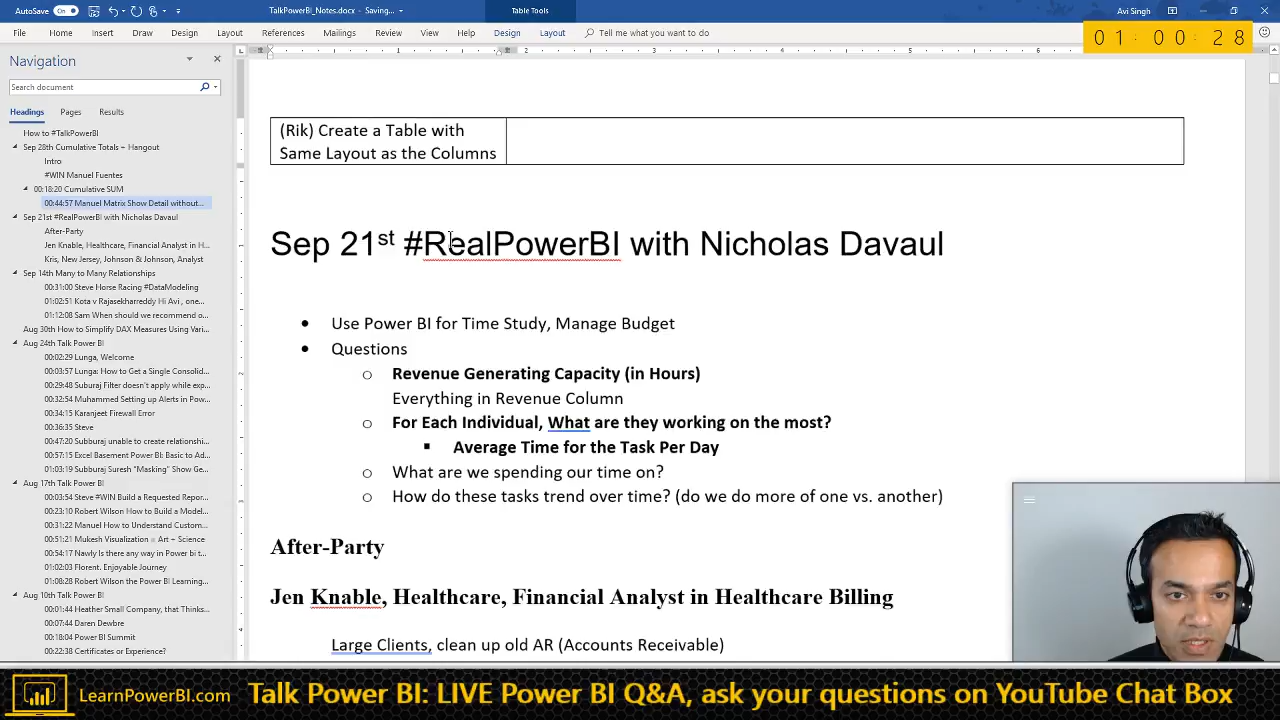 AutoSave On
TalkPowerBI_Notes.docx - Saving...
Table Tools
Avi Singh
File Home Insert Draw Design Layout References Mailings Review View Help Design Layout Tell me what you want to do
01:00:28
Navigation
Search document
Headings Pages Results
How to #TalkPowerBI
Sep 28th Cumulative Totals + Hangout
Intro
#WIN Manuel Fuentes
00:18:20 Cumulative SUM
00:44:57 Manuel Matrix Show Detail without...
Sep 21st #RealPowerBI with Nicholas Davaul
After-Party
Jen Knable, Healthcare, Financial Analyst in H...
Kris, New Jersey, Johnson & Johnson, Analyst
Sep 14th Many to Many Relationships
00:31:00 Steve Horse Racing #DataModeling
01:02:51 Kota v Rajasekharreddy Hi Avi , one...
01:12:08 Sam When should we recommend o...
Aug 30th How to Simplify DAX Measures Using Vari...
Aug 24th Talk Power BI
00:02:29 Lunga, Welcome
00:03:57 Lunga: How to Get a Single Consolid...
00:29:48 Suburaj Filter doesn't apply while exp...
00:32:54 Muhammed Setting up Alerts in Pow...
00:34:15 Karanjeet Firewall Error
00:36:05 Steve
00:47:20 Subburaj unable to create relationshi...
00:57:15 Excel Basement Power BI: Basic to Ad...
01:03:19 Subburaj Suresh "Masking" Show Ge...
Aug 17th Talk Power BI
00:03:54 Steve #WIN Build a Requested Repor...
00:23:10 Robert Wilson How to Build a Model...
00:31:22 Manuel How to Understand Custom...
00:51:21 Mukesh Visualization = Art + Science
00:54:17 Nawly Is there any way in Power bi t...
01:02:03 Florent. Enjoyable Journey
01:08:28 Robert Wilson the Power BI Learning...
Aug 10th Talk Power BI
00:01:44 Heather Small Company, that Thinks...
00:07:44 Daren Dewbre
00:18:04 Power BI Summit
00:22:38 Certificates or Experience?
(Rik) Create a Table with
Same Layout as the Columns
Sep 21st #RealPowerBI with Nicholas Davaul
• Use Power BI for Time Study, Manage Budget
• Questions
o Revenue Generating Capacity (in Hours)
Everything in Revenue Column
o For Each Individual, What are they working on the most?
▪ Average Time for the Task Per Day
o What are we spending our time on?
o How do these tasks trend over time? (do we do more of one vs. another)
After-Party
Jen Knable, Healthcare, Financial Analyst in Healthcare Billing
Large Clients, clean up old AR (Accounts Receivable)
LearnPowerBI.com
Talk Power BI: LIVE Power BI Q&A, ask your questions on YouTube Chat Box